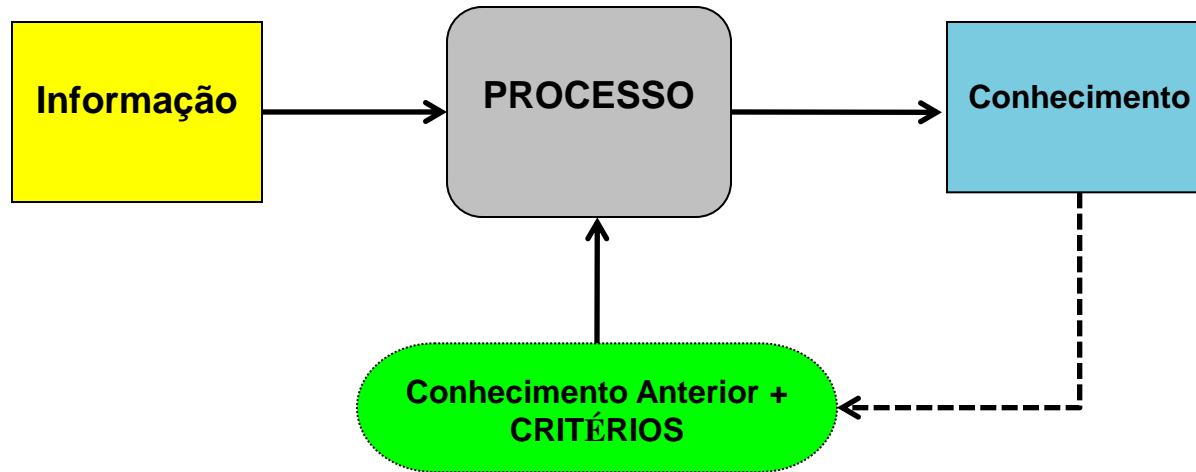 Informação
PROCESSO
Conhecimento
Conhecimento Anterior +
CRITÉRIOS